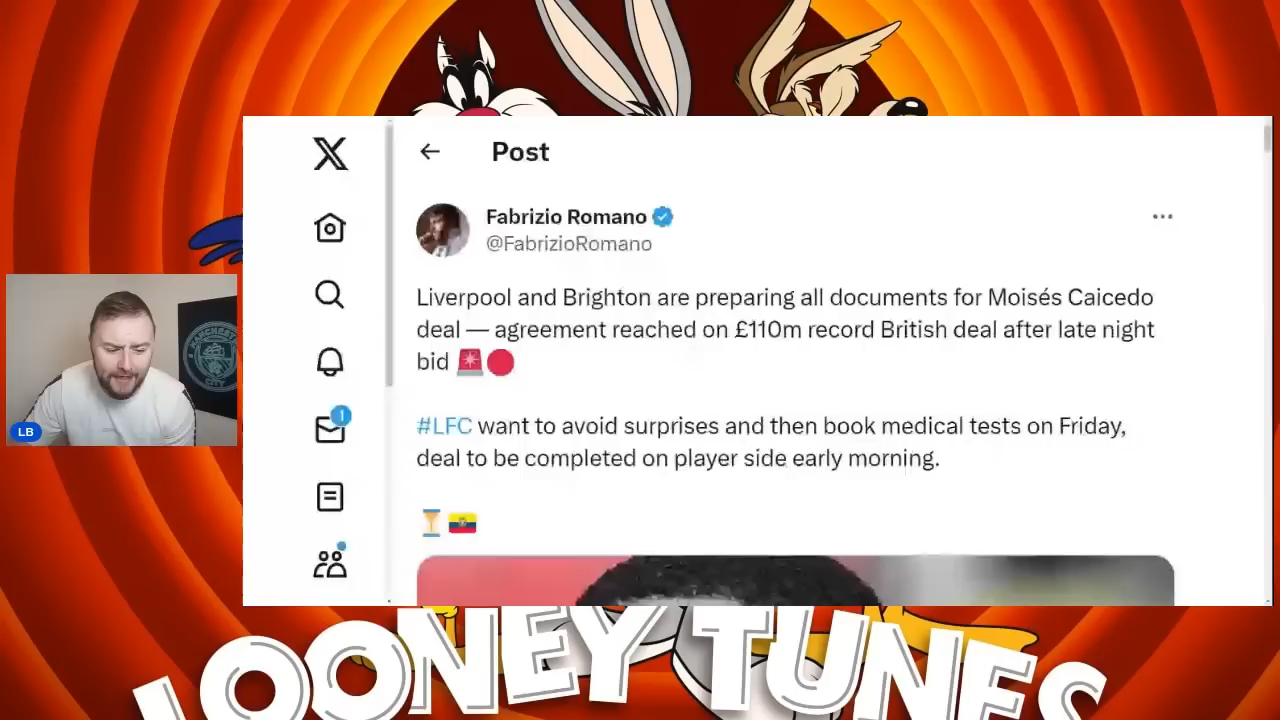 Post
Fabrizio Romano
@FabrizioRomano
Liverpool and Brighton are preparing all documents for Moisés Caicedo
deal — agreement reached on £110m record British deal after late night
bid 🚨🔴
#LFC want to avoid surprises and then book medical tests on Friday,
deal to be completed on player side early morning.
⏳🇪🇨
1
MANCHESTER
CITY
LB
LOONEY TUNES